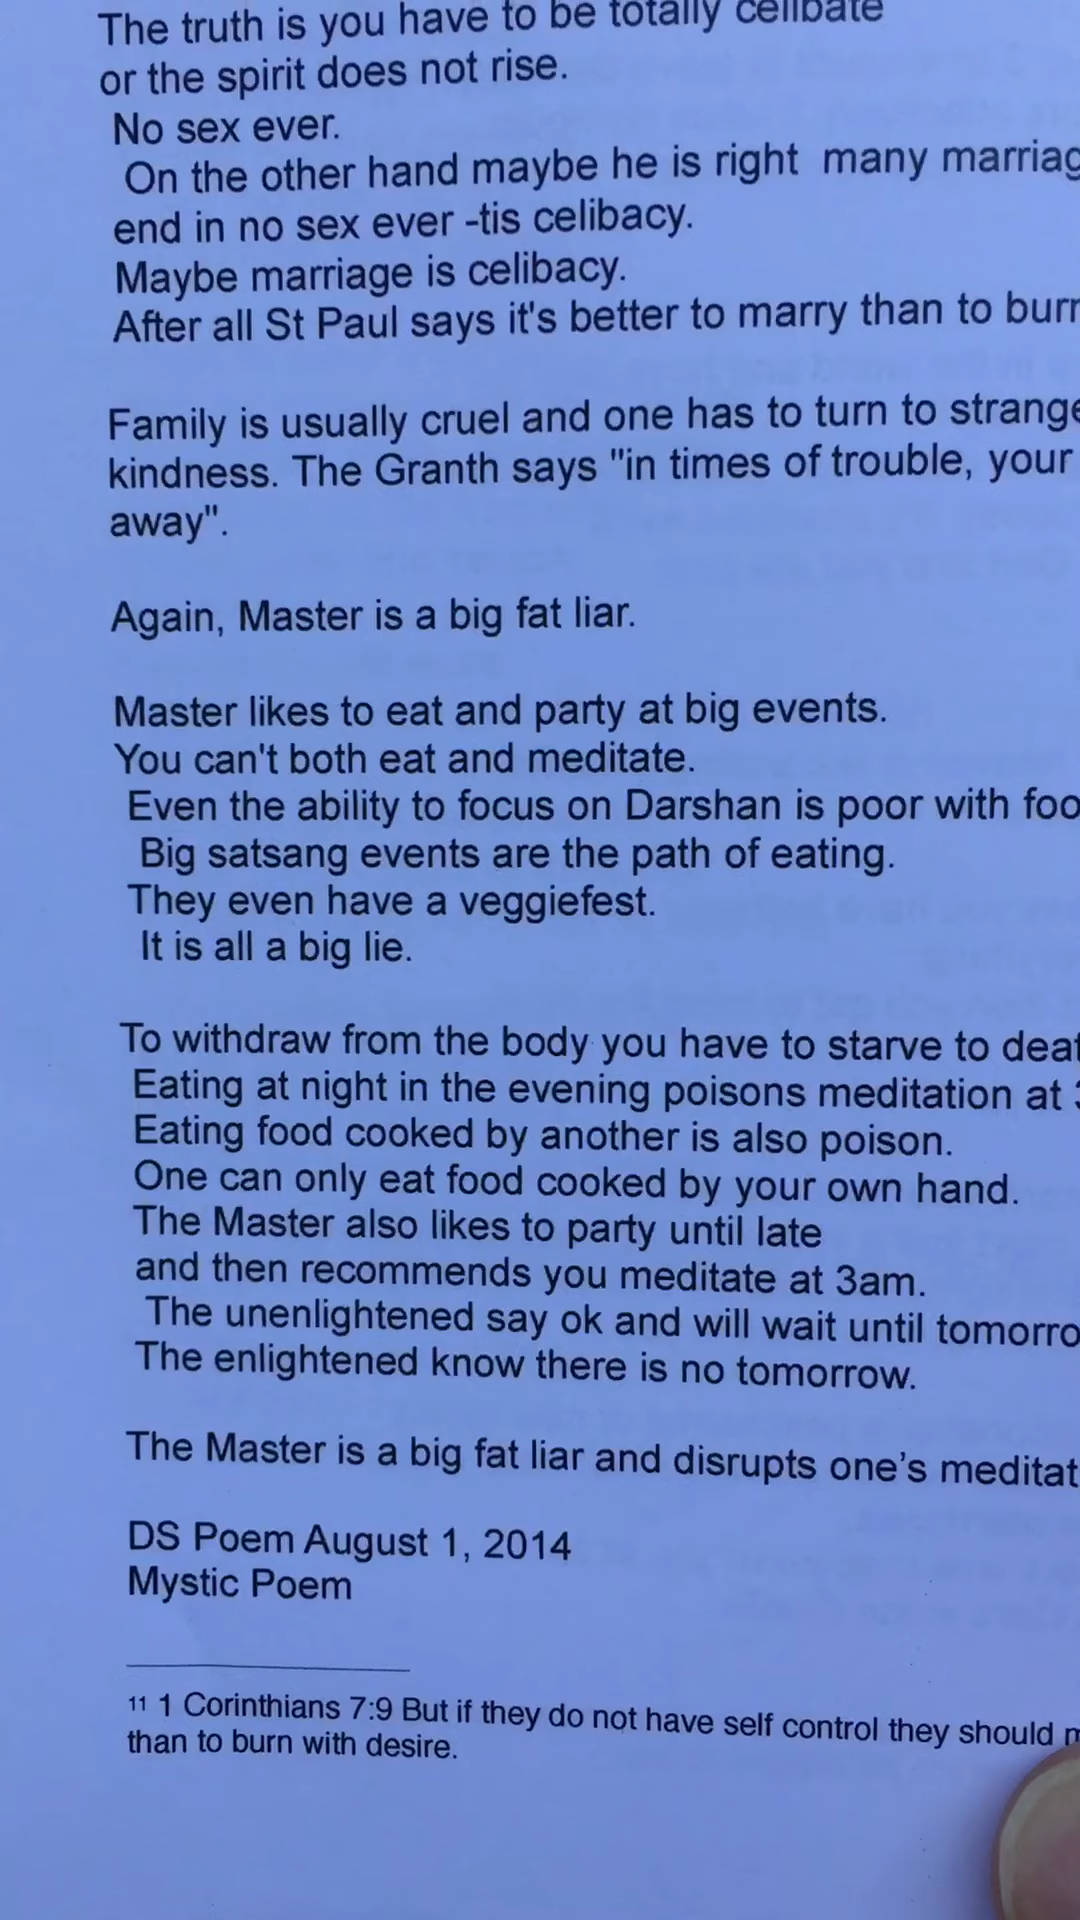 The truth is you have to be totally celibate
or the spirit does not rise.
No sex ever.
On the other hand maybe he is right many
end in no sex ever -tis celibacy.
Maybe marriage is celibacy.
After all St Paul says it's better to marry than to
Family is usually cruel and one has to turn to
kindness. The Granth says "in times of trouble, your
away".
Again, Master is a big fat liar.
Master likes to eat and party at big events.
You can't both eat and meditate.
Even the ability to focus on Darshan is poor with
Big satsang events are the path of eating.
They even have a veggiefest.
It is all a big lie.
To withdraw from the body you have to starve to
Eating at night in the evening poisons meditation at
Eating food cooked by another is also poison.
One can only eat food cooked by your own hand.
The Master also likes to party until late
and then recommends you meditate at 3am.
The unenlightened say ok and will wait until
The enlightened know there is no tomorrow.
The Master is a big fat liar and disrupts one’s
DS Poem August 1, 2014
Mystic Poem
11 1 Corinthians 7:9 But if they do not have self control they should
than to burn with desire.